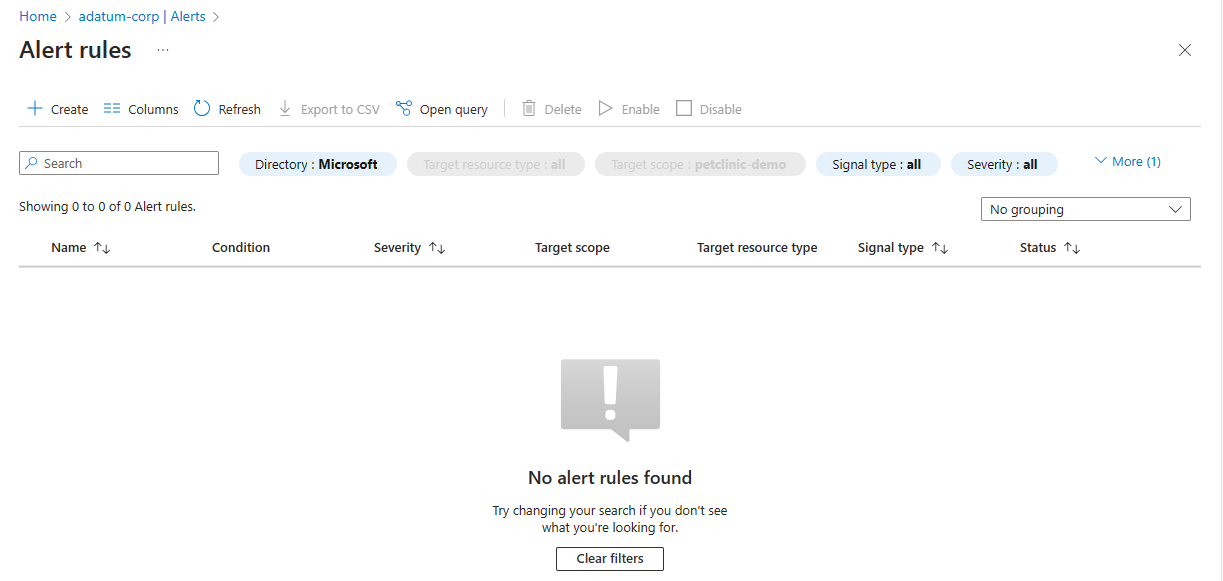 Home > adatum-corp | Alerts >
Alert rules ...
Create Columns Refresh Export to CSV Open query Delete Enable Disable
Search Directory : Microsoft Target resource type : all Target scope : petclinic-demo Signal type : all Severity : all More (1)
Showing 0 to 0 of 0 Alert rules.
No grouping
Name Condition Severity Target scope Target resource type Signal type Status
No alert rules found
Try changing your search if you don't see
what you're looking for.
Clear filters